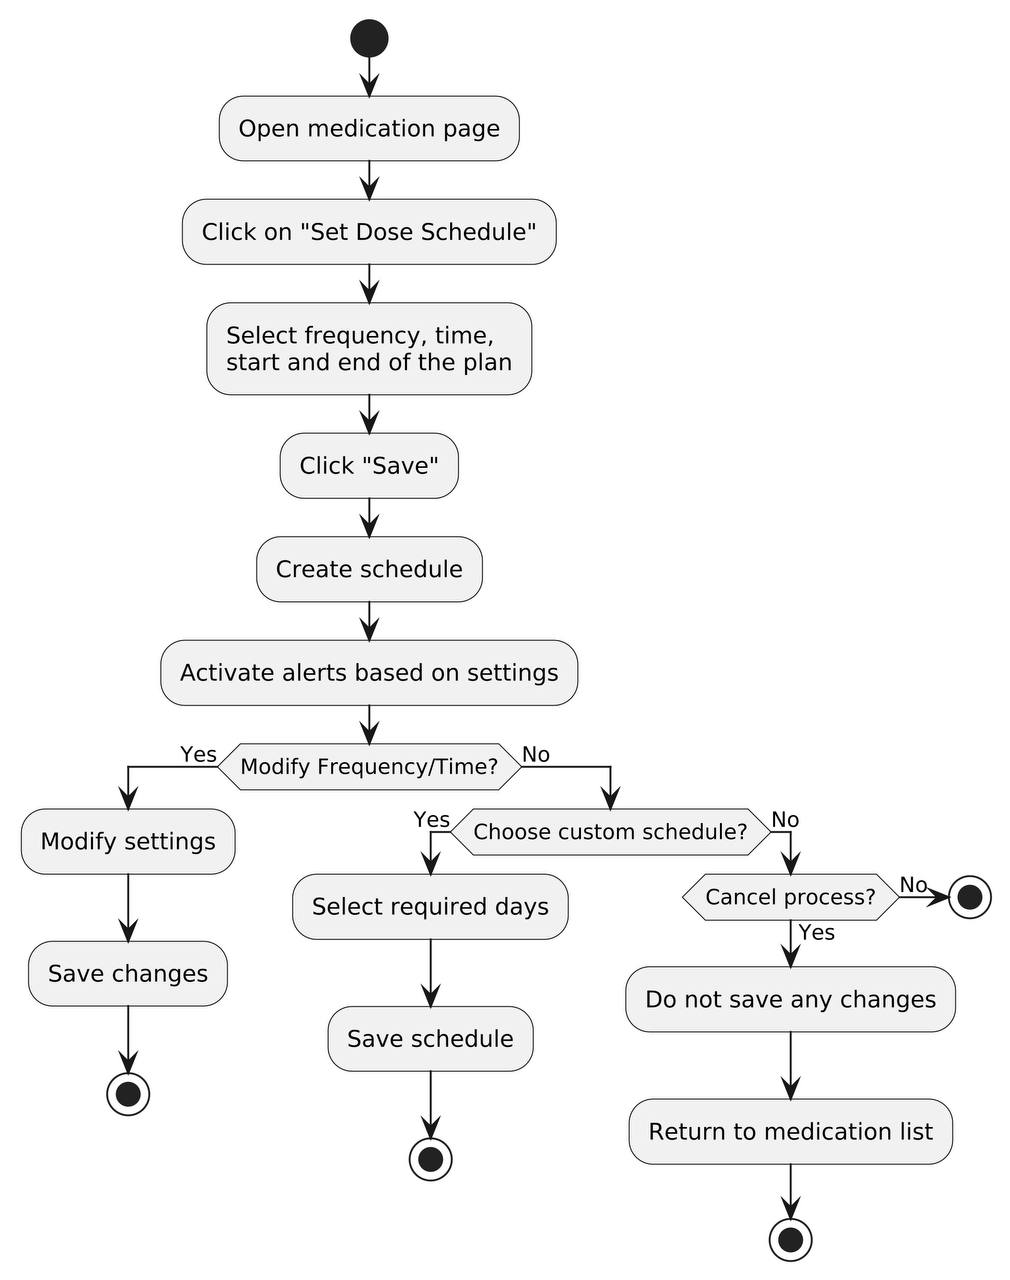 Open medication page
Click on "Set Dose Schedule"
Select frequency, time,
start and end of the plan
Click "Save"
Create schedule
Activate alerts based on settings
Yes
Modify Frequency/Time?
No
Modify settings
Save changes
Yes
Choose custom schedule?
No
Select required days
Save schedule
Cancel process?
No
Yes
Do not save any changes
Return to medication list